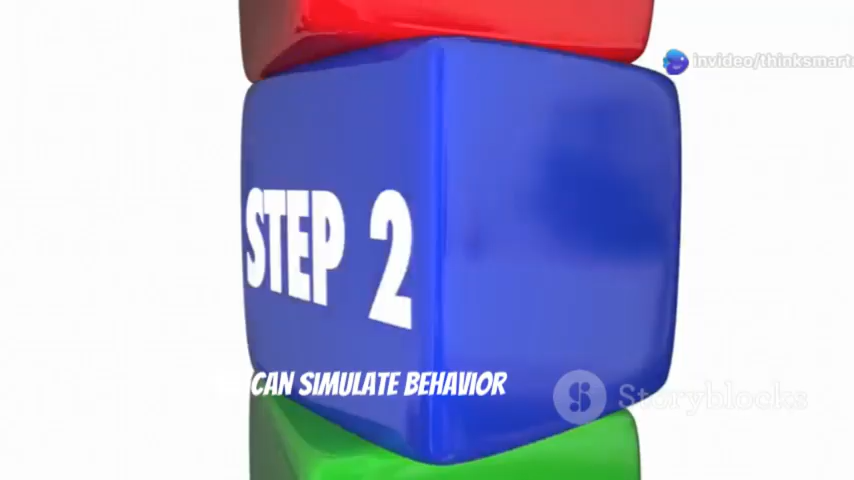 invideo/thinksmart
STEP 2
CAN SIMULATE BEHAVIOR
Storyblocks